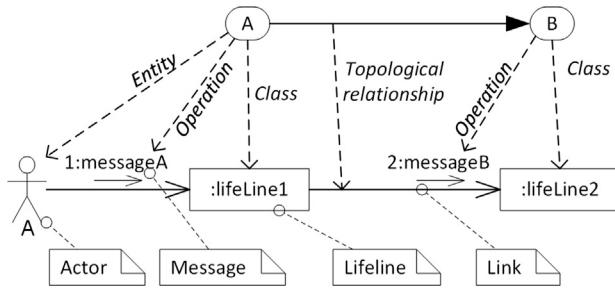 A
B
Entity
Operation
Class
Topological
relationship
Operation
Class
1:messageA
2:messageB
:lifeLine1
:lifeLine2
A
Actor
Message
Lifeline
Link